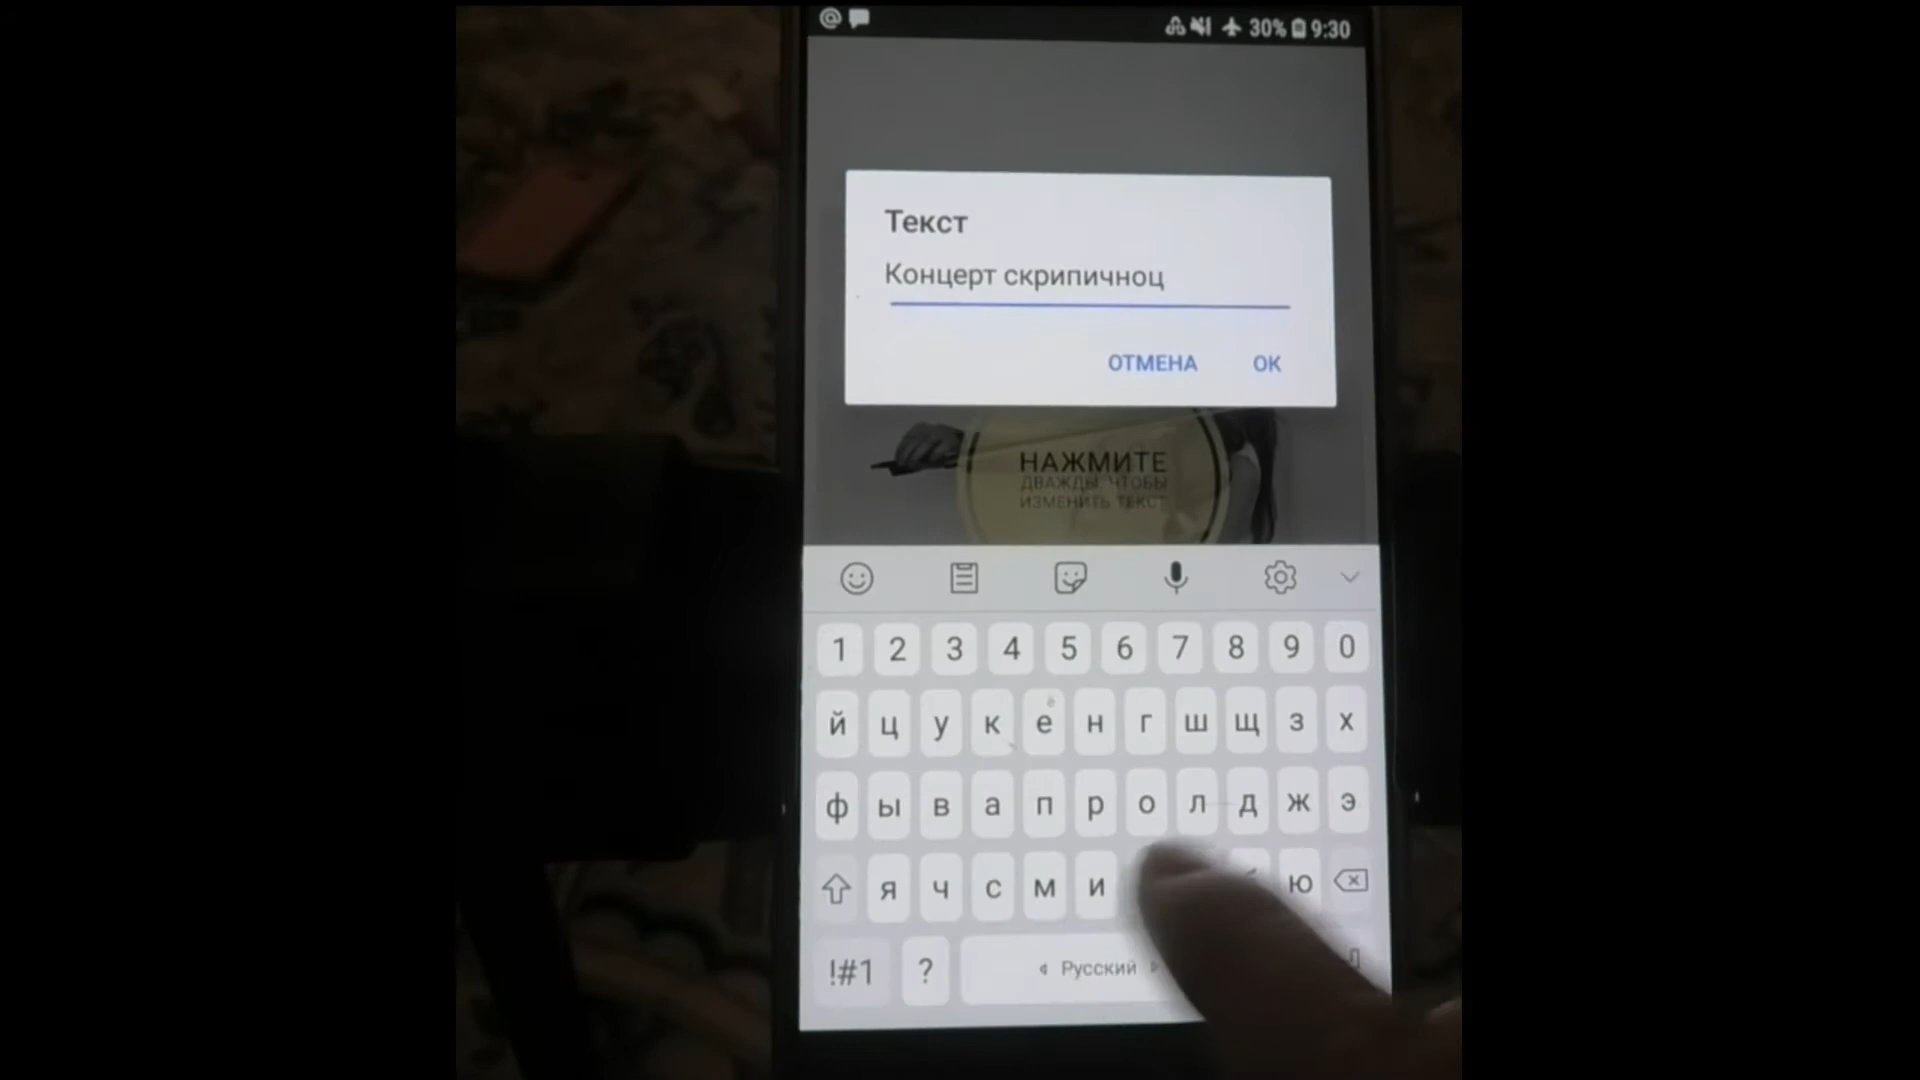 30% 9:30
Текст
Концерт скрипичноц
ОТМЕНА ОК
НАЖМИТЕ
ДВАЖДЫ, ЧТОБЫ
ИЗМЕНИТЬ ТЕКСТ
1 2 3 4 5 6 7 8 9 0
й ц у к е н г ш щ з х
ф ы в а п р о л д ж э
я ч с м и ю
!#1 ? Русский